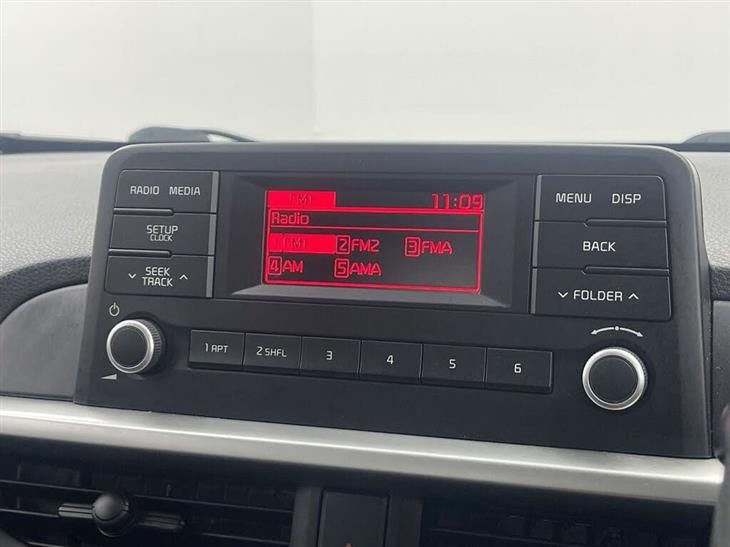 RADIO MEDIA
SETUP
CLOCK
SEEK
TRACK
FM1 11:09
Radio
FM1 2 FM2 3 FMA
4 AM 5 AMA
MENU DISP
BACK
FOLDER
1 RPT 2 SHFL 3 4 5 6